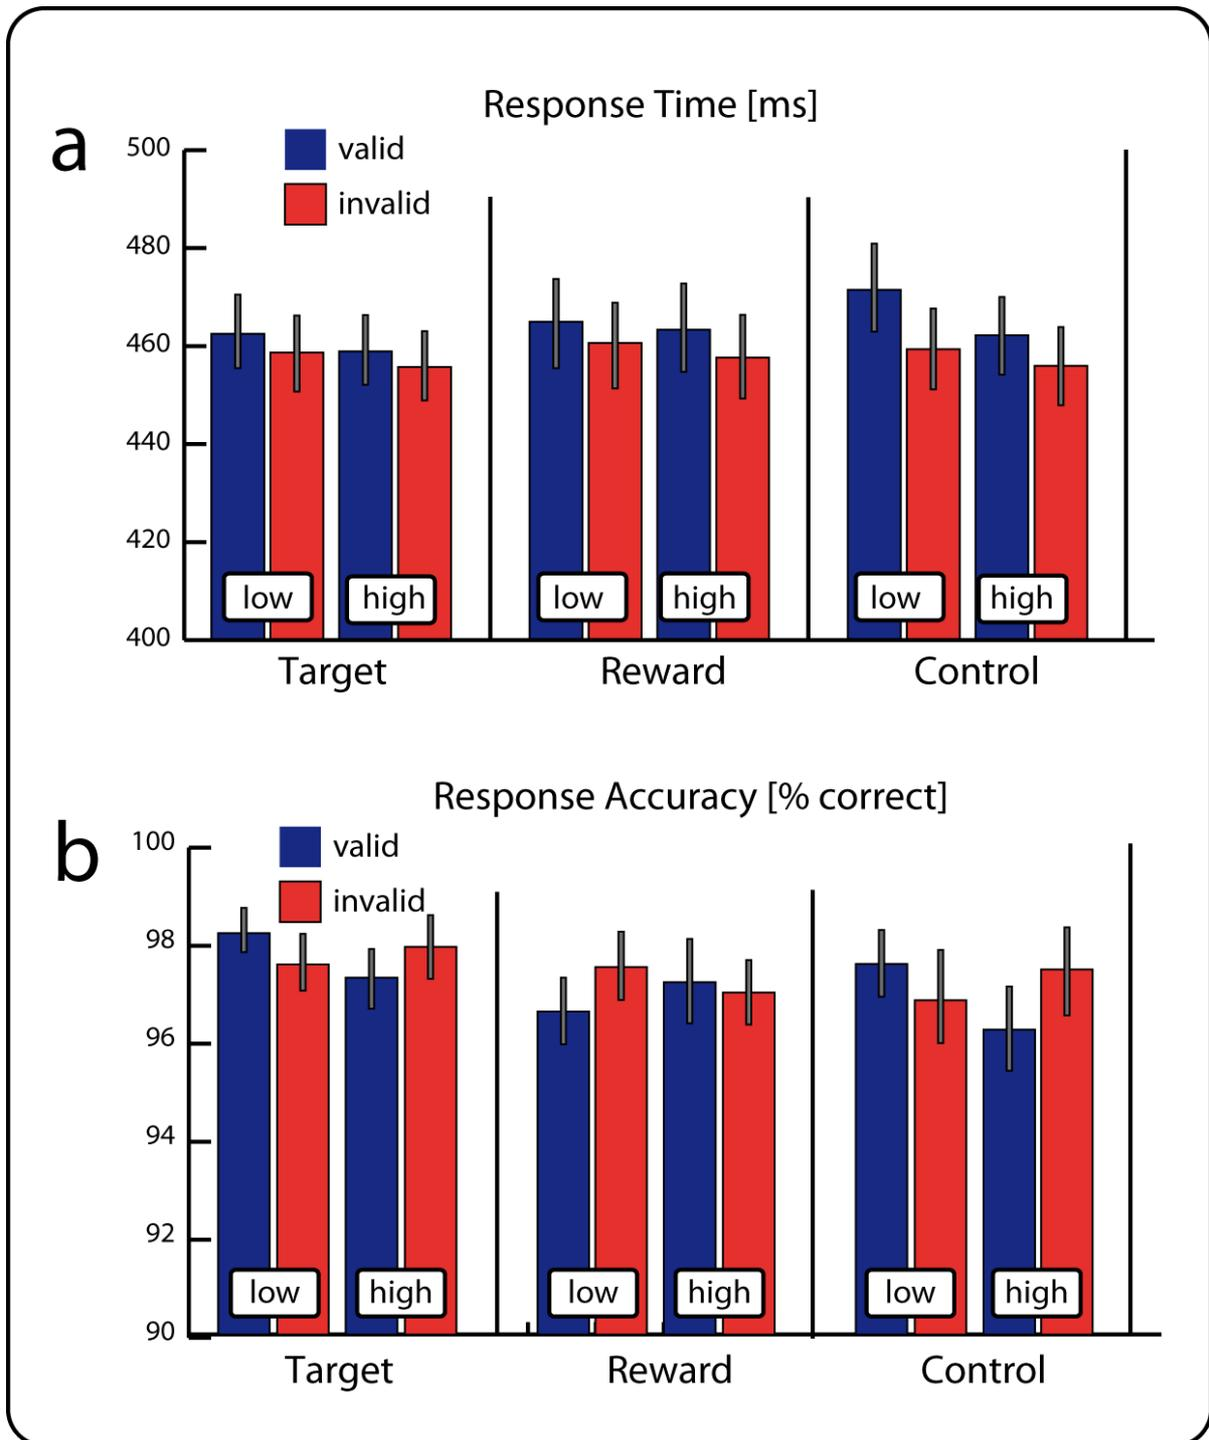 Response Time [ms]
a
500
valid
invalid
480
460
440
420
low high low high low high
400
Target Reward Control
Response Accuracy [% correct]
b
100
valid
invalid
98
96
94
92
low high low high low high
90
Target Reward Control